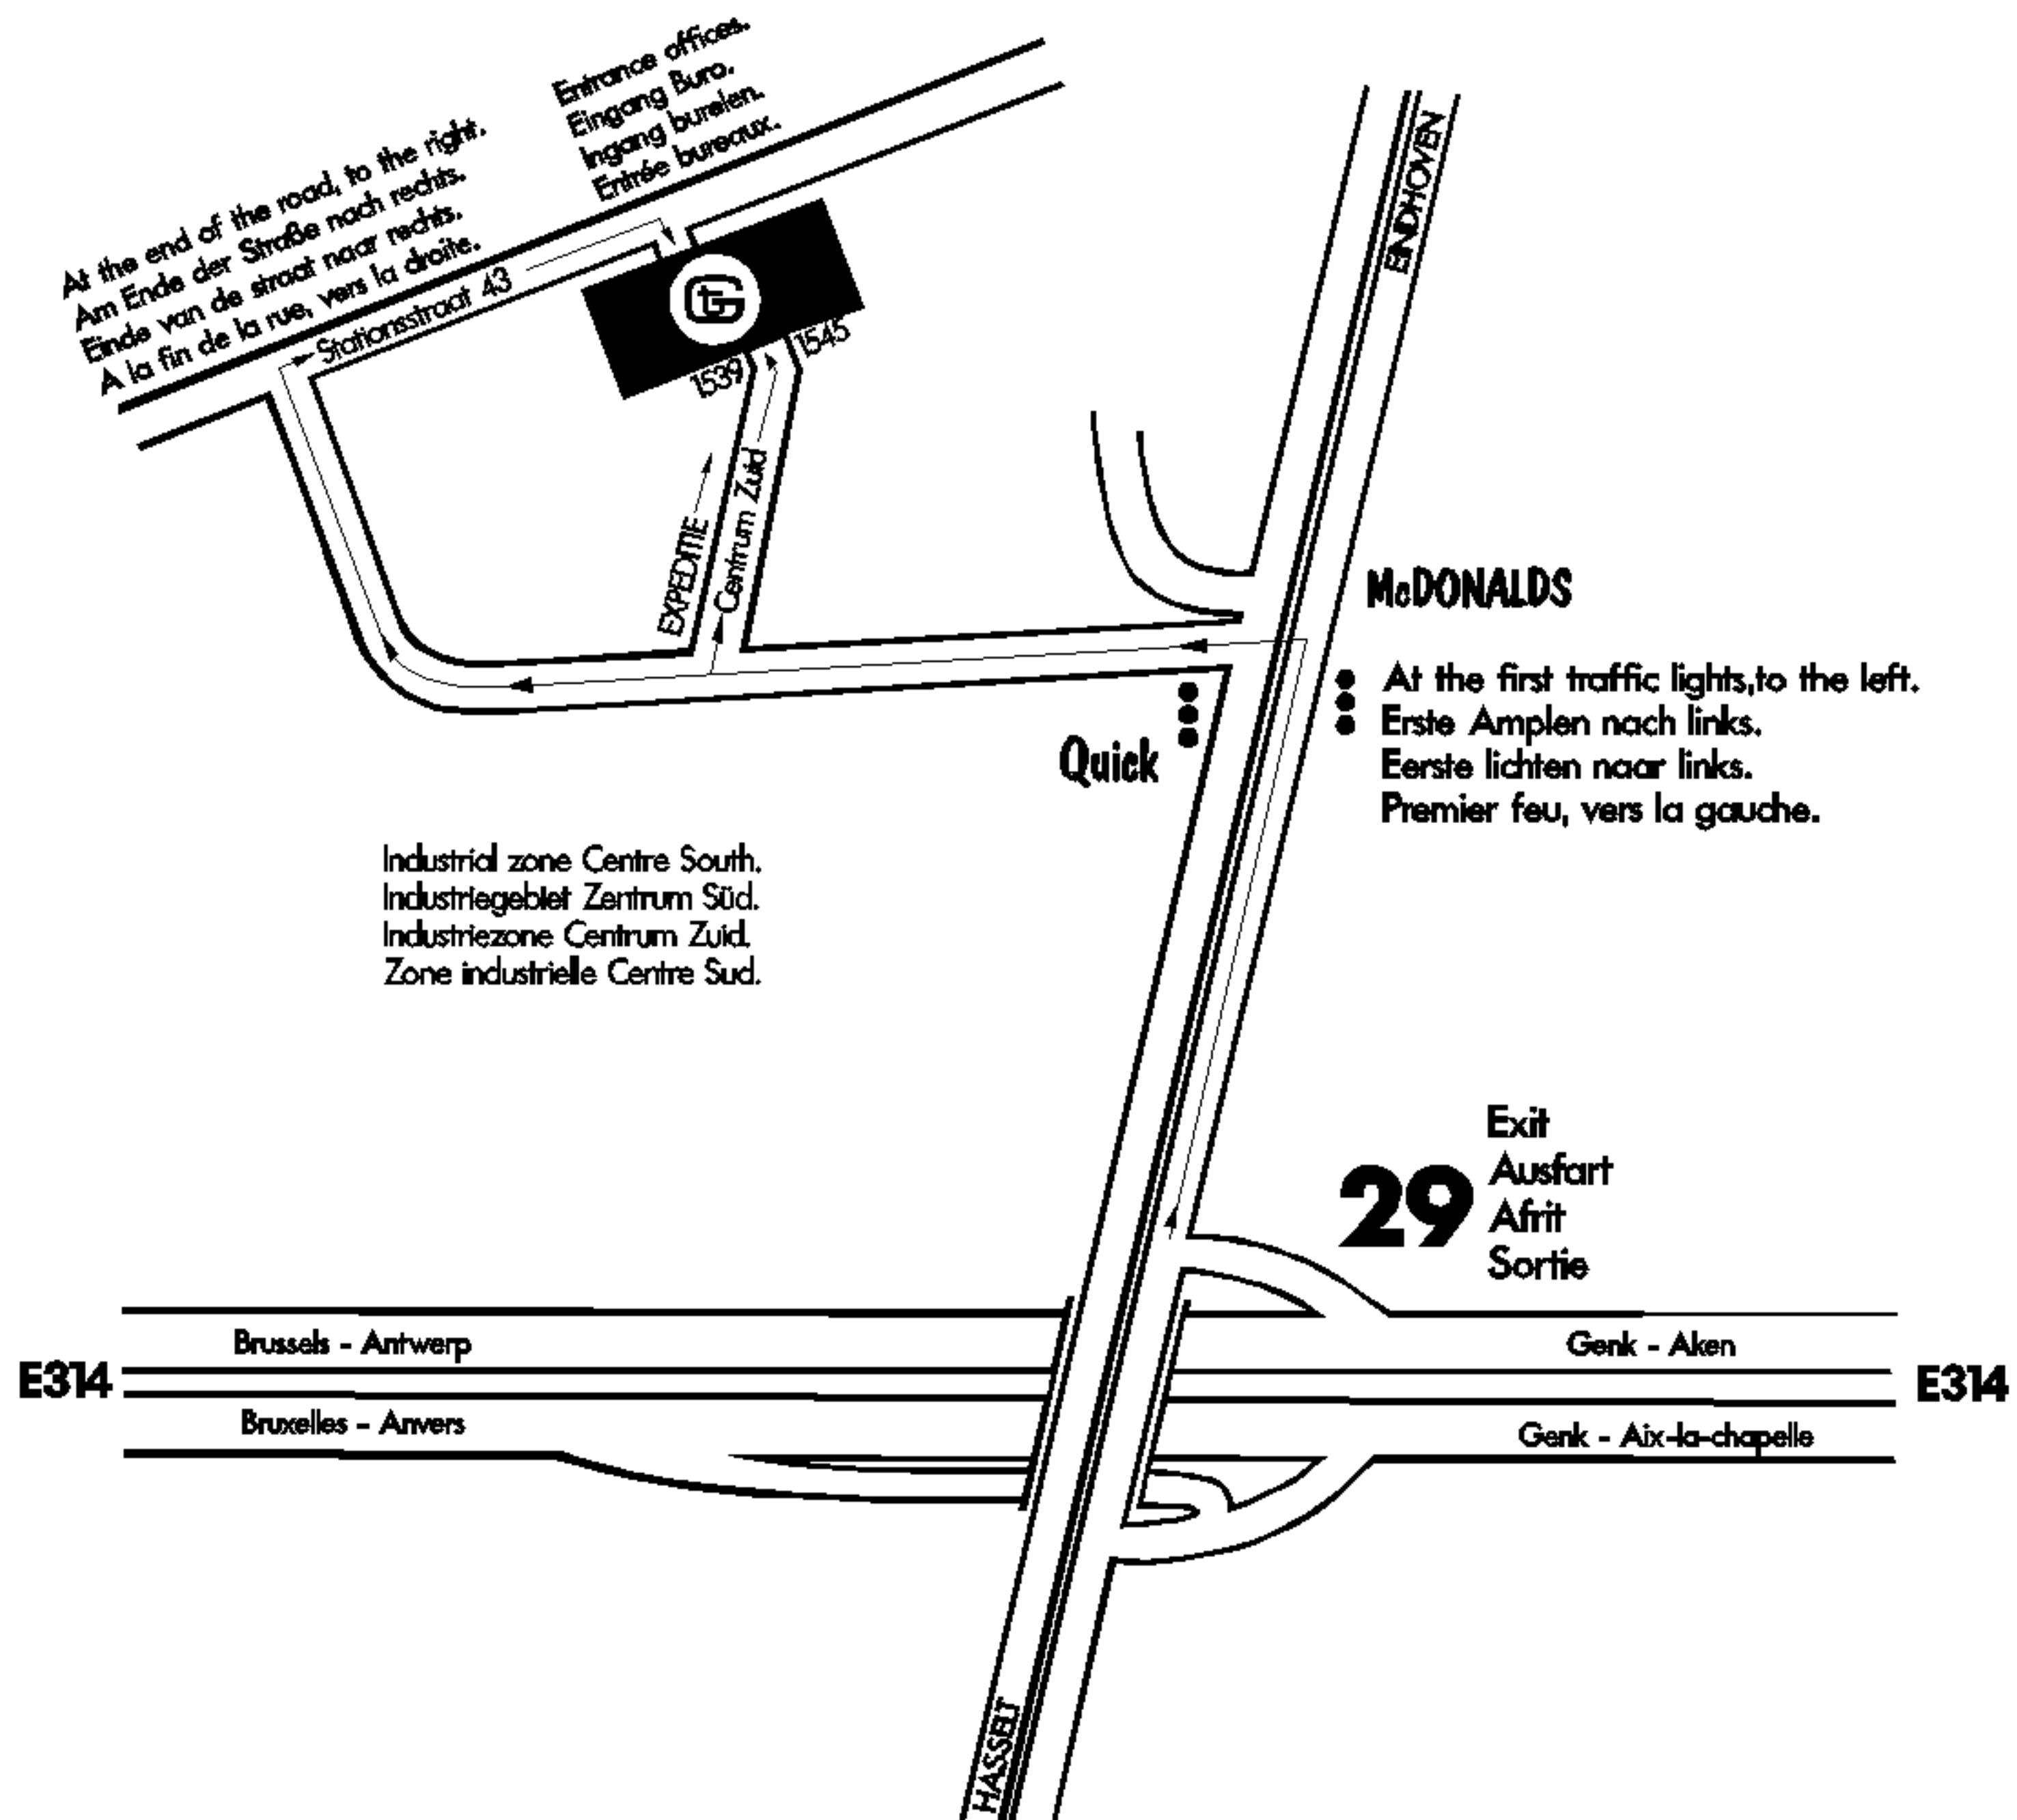 Entrance offices.
Eingang Buro.
Ingang burelen.
Entrée bureaux.
At the end of the road, to the right.
Am Ende der Straße nach rechts.
Einde van de straat naar rechts.
A la fin de la rue, vers la droite.
Stationsstraat 43
EINDHOVEN
1539
1545
EXPEDITIE
Centrum Zuid
McDONALDS
At the first traffic lights,to the left.
Erste Amplen nach links.
Eerste lichten naar links.
Premier feu, vers la gauche.
Quick
Industrial zone Centre South.
Industriegebiet Zentrum Süd.
Industriezone Centrum Zuid.
Zone industrielle Centre Sud.
29
Exit
Ausfart
Afrit
Sortie
Brussels - Antwerp
Genk - Aken
E314
E314
Bruxelles - Anvers
Genk - Aix-la-chapelle
HASSELT